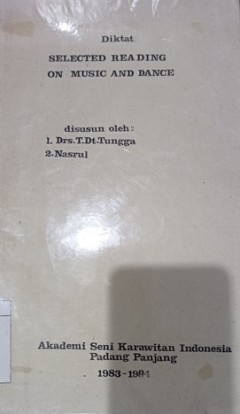 Diktat
SELECTED READING
ON MUSIC AND DANCE
disusun oleh:
1. Drs.T.Dt.Tungga
2.Nasrul
Akademi Seni Karawitan Indonesia
Padang Panjang
1983-1984